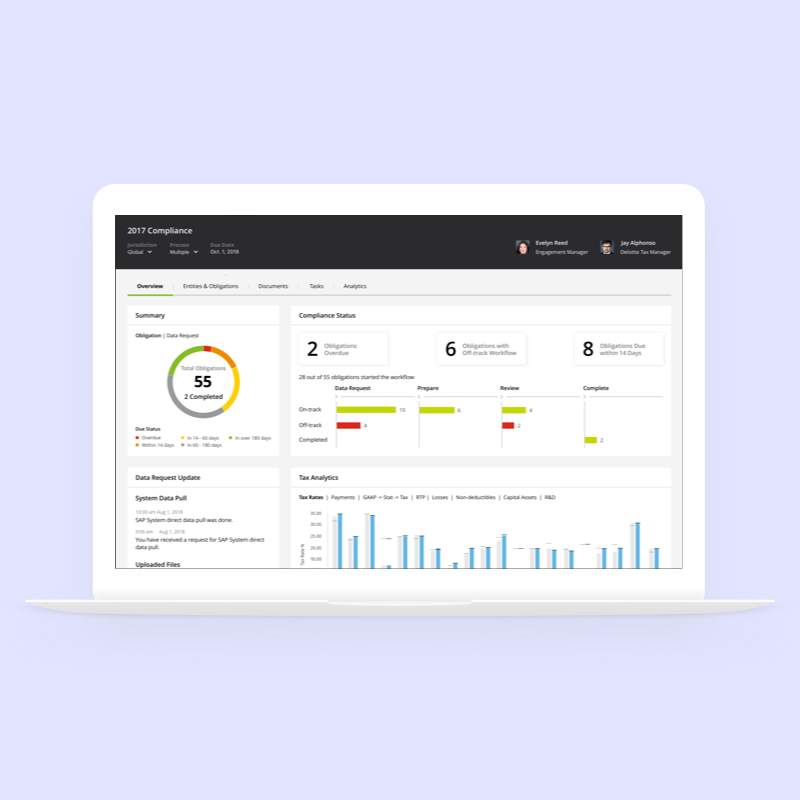 2017 Compliance
Jurisdiction Process Due Date
Global Multiple Oct. 1, 2018
Evelyn Reed
Engagement Manager
Jay Alphonso
Deloitte Tax Manager
Overview Entities & Obligations Documents Tasks Analytics
Summary
Obligation | Data Request
Total Obligations
55
2 Completed
Due Status
Overdue In 14 - 60 days In over 180 days
Within 14 days In 60 - 180 days
Compliance Status
2 Obligations Overdue
6 Obligations with Off-track Workflow
8 Obligations Due within 14 Days
28 out of 55 obligations started the workflow
Data Request Prepare Review Complete
On-track 10 6 4
Off-track 4 2
Completed 2
Data Request Update
System Data Pull
10:00 am Aug 1, 2018
SAP System direct data pull was done.
9:00 am Aug 1, 2018
You have received a request for SAP System direct
data pull.
Uploaded Files
Tax Analytics
Tax Rates | Payments | GAAP -> Stat -> Tax | RTP | Losses | Non-deductibles | Capital Assets | R&D
Tax Rate %
35.00
30.00
25.00
20.00
15.00